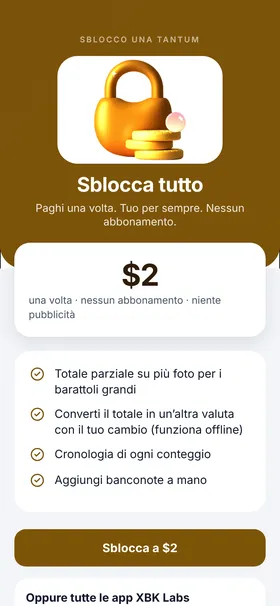 SBLOCCO UNA TANTUM
Sblocca tutto
Paghi una volta. Tuo per sempre. Nessun
abbonamento.
$2
una volta · nessun abbonamento · niente
pubblicità
Totale parziale su più foto per i
barattoli grandi
Converti il totale in un'altra valuta
con il tuo cambio (funziona offline)
Cronologia di ogni conteggio
Aggiungi banconote a mano
Sblocca a $2
Oppure tutte le app XBK Labs